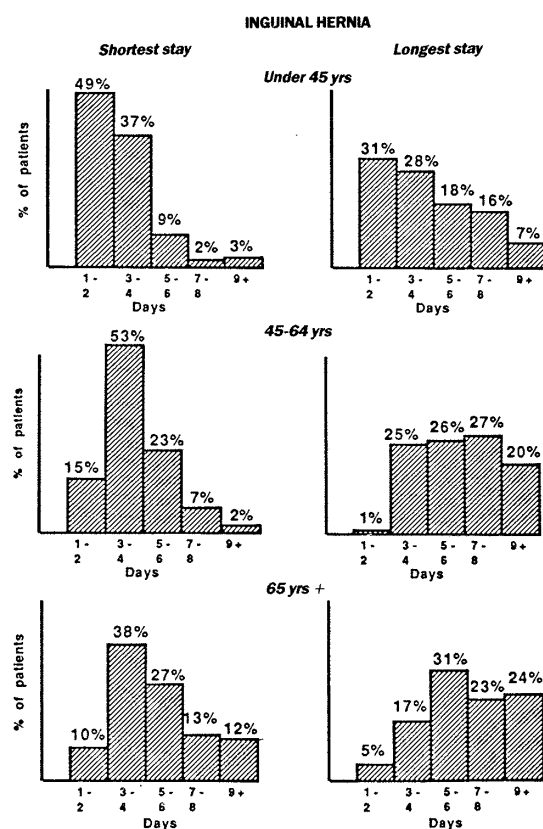 INGUINAL HERNIA
Shortest stay Longest stay
Under 45 yrs
% of patients
49% 37% 9% 2% 3%
31% 28% 18% 16% 7%
1 - 3 - 5 - 7 - 9+
2 4 6 8
Days
1 - 3 - 5 - 7 - 9+
2 4 6 8
Days
45-64 yrs
% of patients
15% 53% 23% 7% 2%
1% 25% 26% 27% 20%
1 - 3 - 5 - 7 - 9+
2 4 6 8
Days
1 - 3 - 5 - 7 - 9+
2 4 6 8
Days
65 yrs +
% of patients
10% 38% 27% 13% 12%
5% 17% 31% 23% 24%
1 - 3 - 5 - 7 - 9+
2 4 6 8
Days
1 - 3 - 5 - 7 - 9+
2 4 6 8
Days